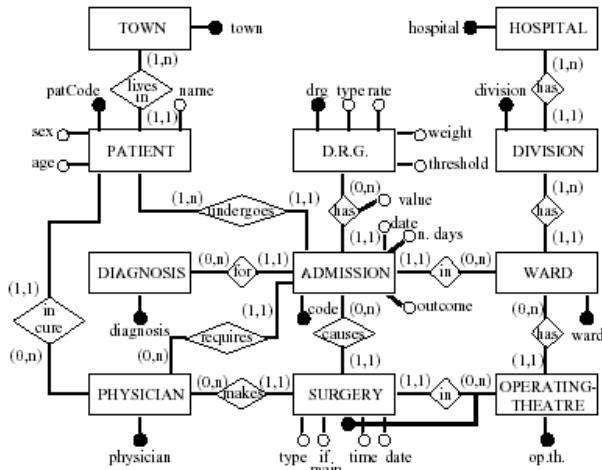 TOWN town hospital HOSPITAL
(1,n) (1,n)
patCode lives in name drg type rate division has
(1,1) (1,1)
sex weight
PATIENT D.R.G. DIVISION
age threshold
(1,n) undergoes (1,1) (0,n) value (1,n)
has date has
n. days
(1,1) (1,1)
DIAGNOSIS (0,n) for (1,1) ADMISSION (1,1) in (0,n) WARD
(1,1) in cure (0,n) diagnosis (1,1) requires (0,n) code (0,n) causes (1,1) outcome (0,n) has (1,1) ward
PHYSICIAN (0,n) makes (1,1) SURGERY (1,1) in (0,n) OPERATING-
THEATRE
physician type if time date op.th.
main